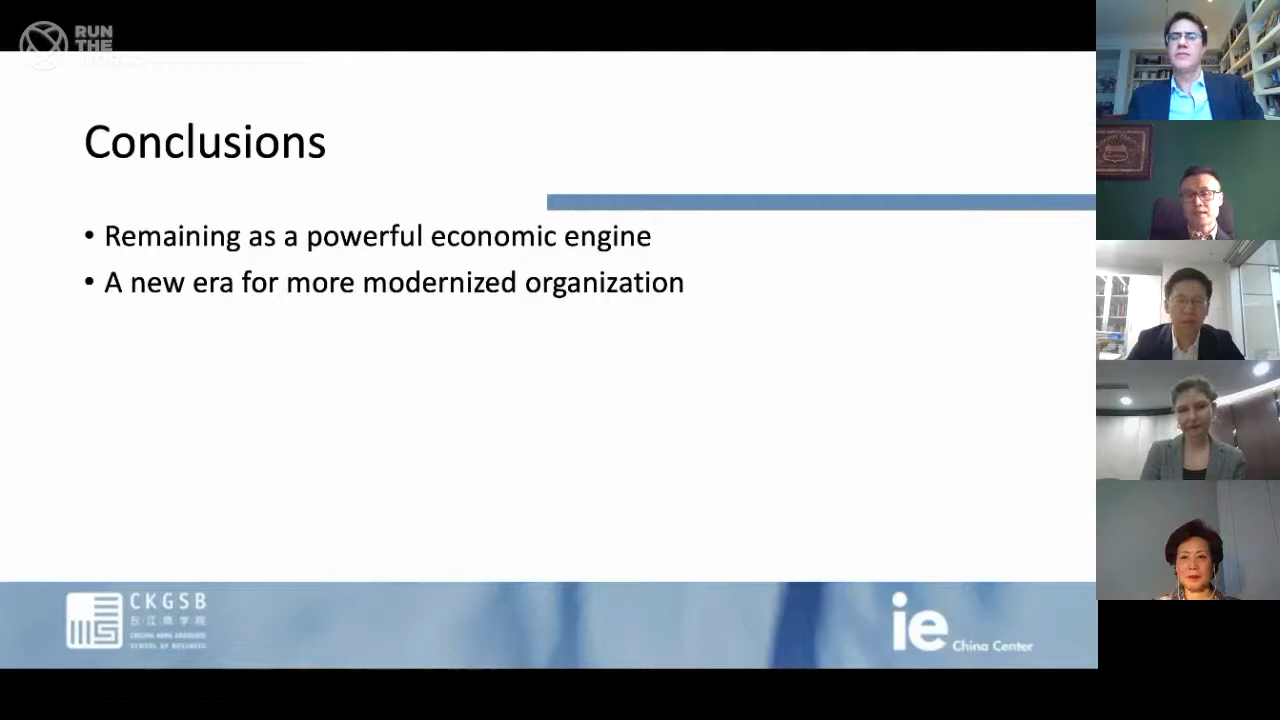 RUN
THE
Conclusions
• Remaining as a powerful economic engine
• A new era for more modernized organization
CKGSB
长江商学院
CHEUNG KONG GRADUATE
SCHOOL OF BUSINESS
ie China Center